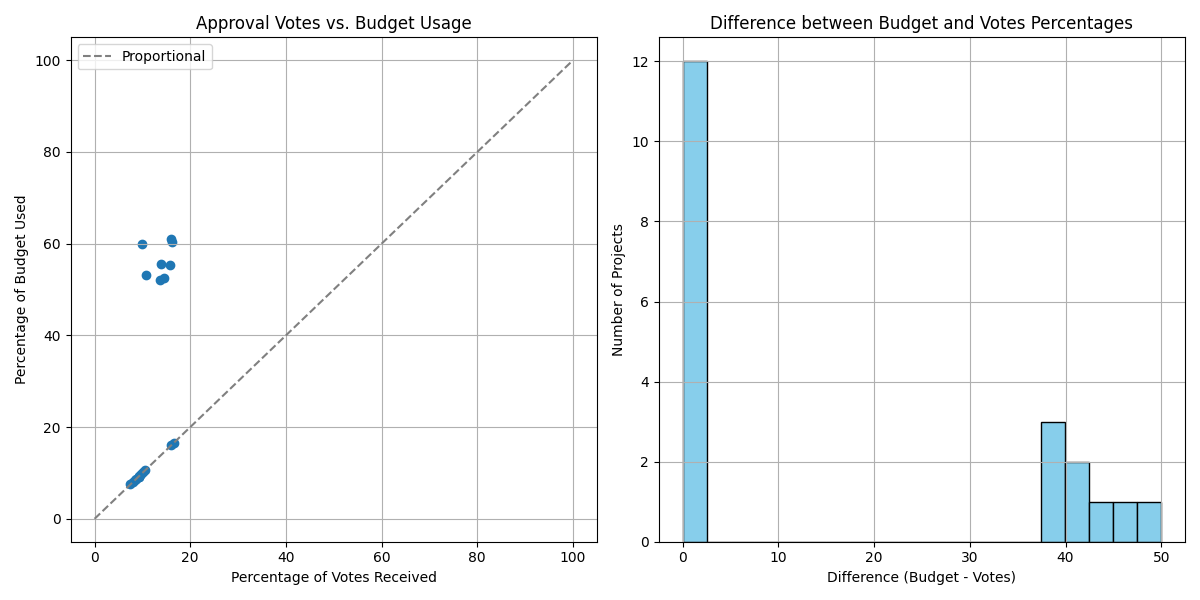 Approval Votes vs. Budget Usage
Proportional
100
80
60
40
20
0
Percentage of Budget Used
0 20 40 60 80 100
Percentage of Votes Received
Difference between Budget and Votes Percentages
12
10
8
6
4
2
0
Number of Projects
0 10 20 30 40 50
Difference (Budget - Votes)